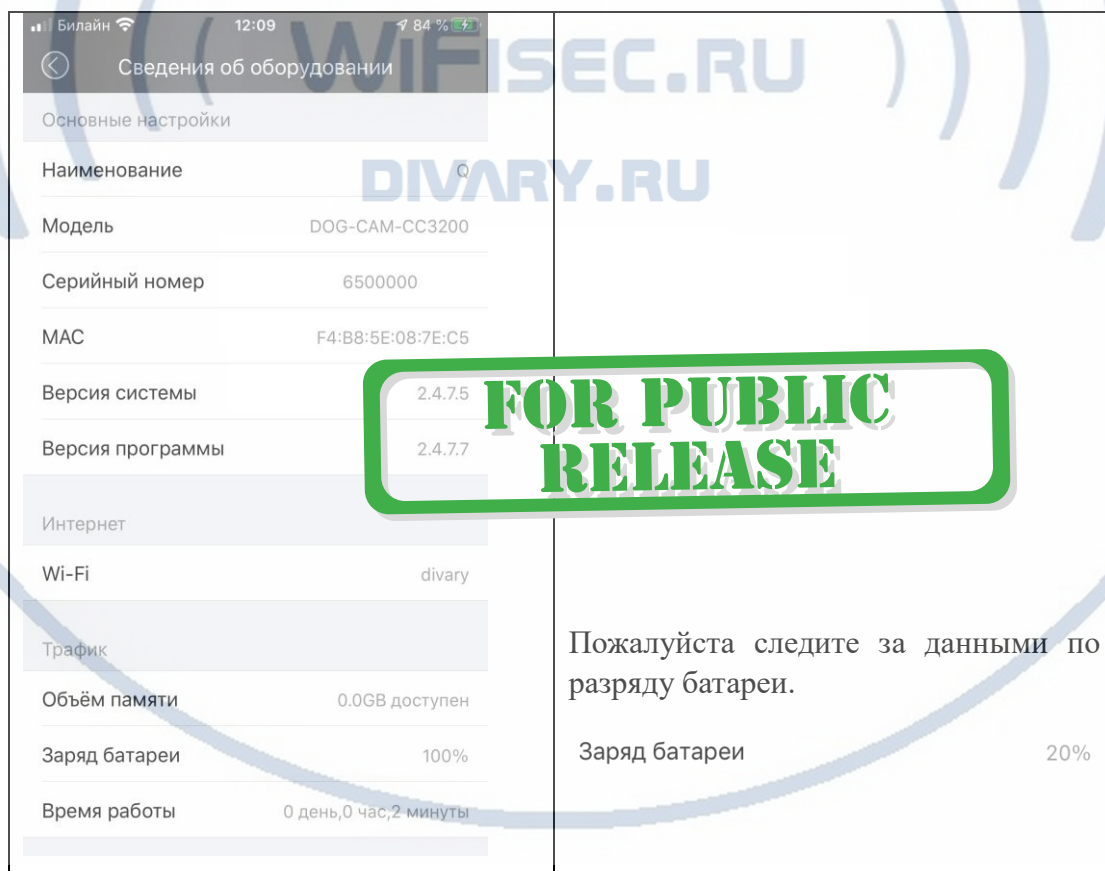 Билайн 12:09 84 %
Сведения об оборудовании
WIFISEC.RU
DIVARY.RU
Основные настройки
Наименование Q
Модель DOG-CAM-CC3200
Серийный номер 6500000
MAC F4:B8:5E:08:7E:C5
Версия системы 2.4.7.5
Версия программы 2.4.7.7
FOR PUBLIC
RELEASE
Интернет
Wi-Fi divary
Трафик
Объём памяти 0.0GB доступен
Заряд батареи 100%
Время работы 0 день,0 час,2 минуты
Пожалуйста следите за данными по
разряду батареи.
Заряд батареи 20%